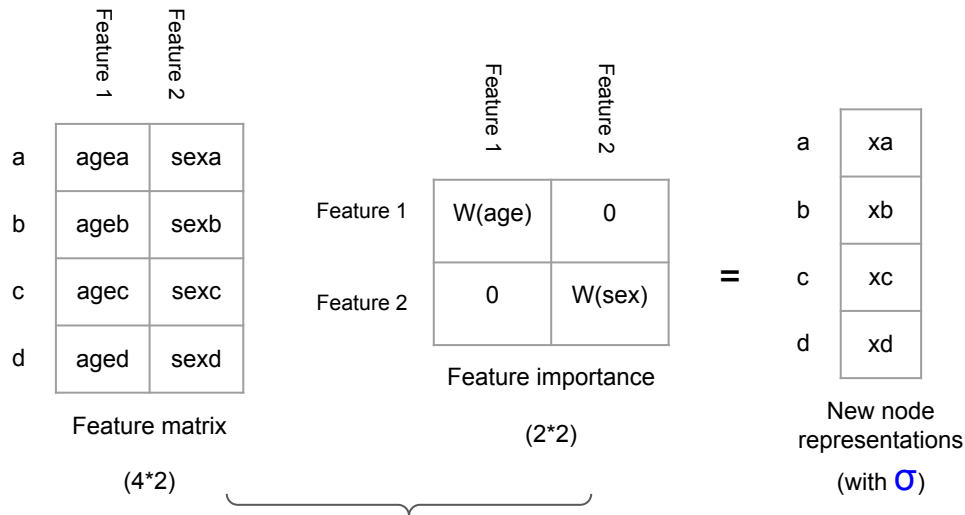 Feature 1
Feature 2
a
agea
sexa
b
ageb
sexb
c
agec
sexc
d
aged
sexd
Feature matrix
(4*2)
Feature 1
Feature 2
Feature 1
W(age)
0
Feature 2
0
W(sex)
Feature importance
(2*2)
=
a
xa
b
xb
c
xc
d
xd
New node
representations
(with σ)